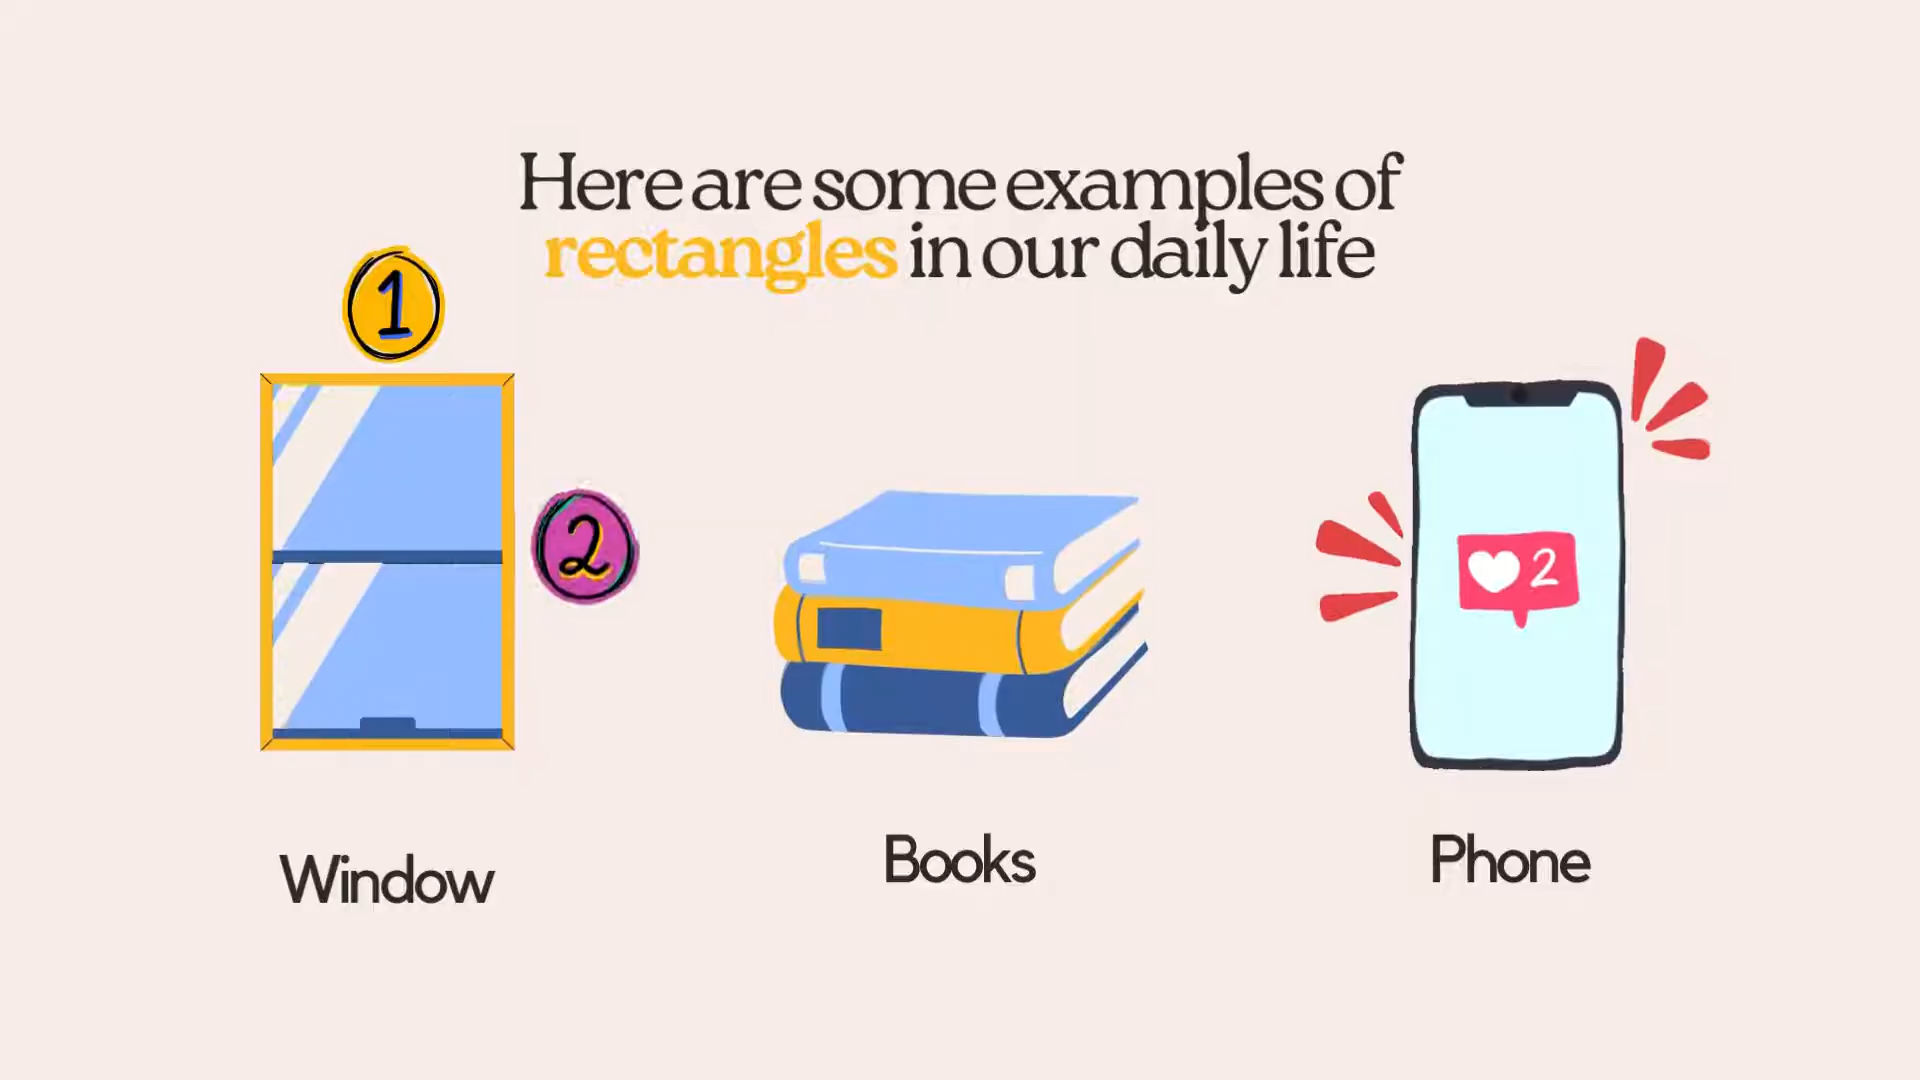 Here are some examples of
rectangles in our daily life
1
2
2
Window
Books
Phone